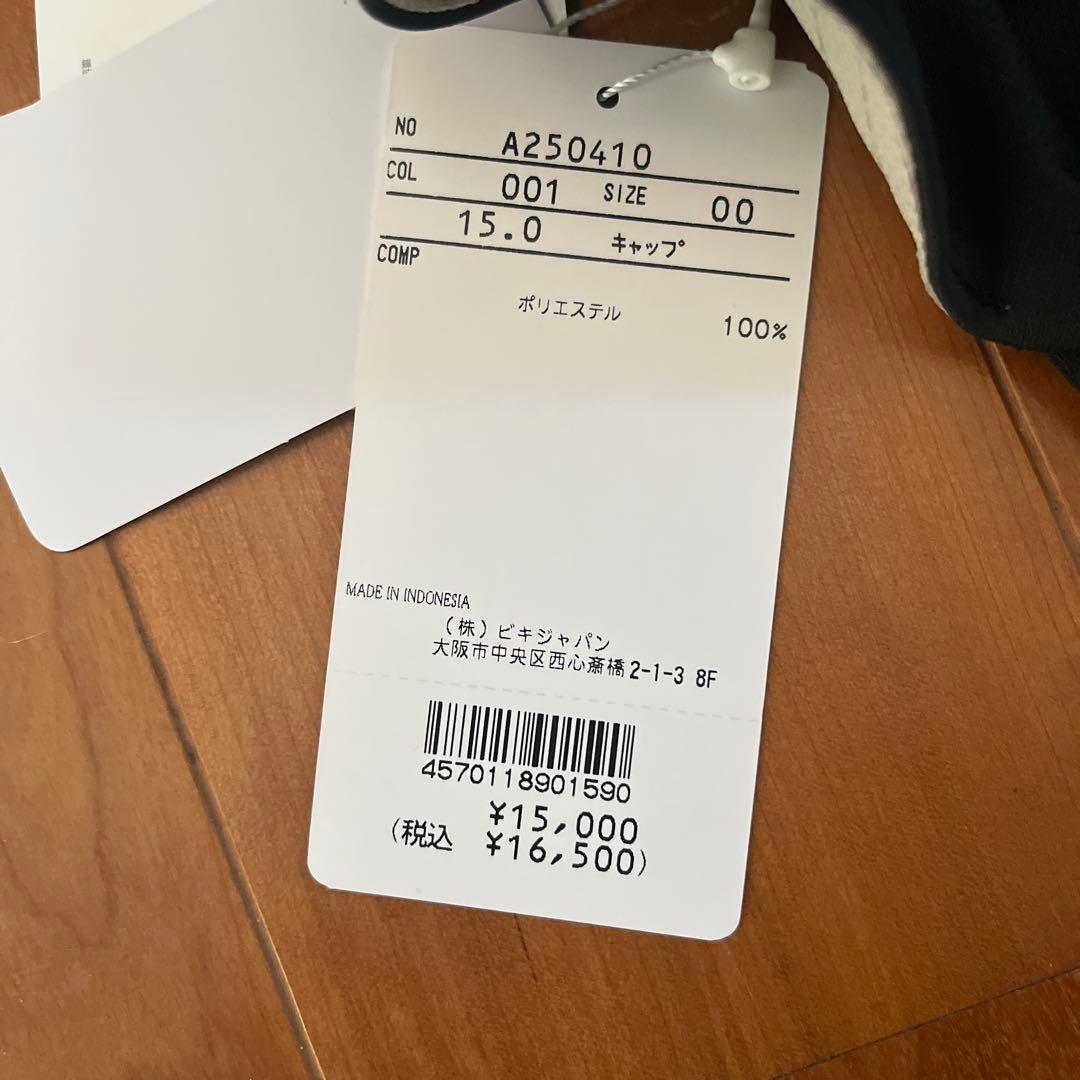 NO A250410
COL 001 SIZE 00
15.0 キャップ
COMP
ポリエステル 100%
MADE IN INDONESIA
(株)ビキジャパン
大阪市中央区西心斎橋2-1-3 8F
4570118901590
¥15,000
(税込 ¥16,500)